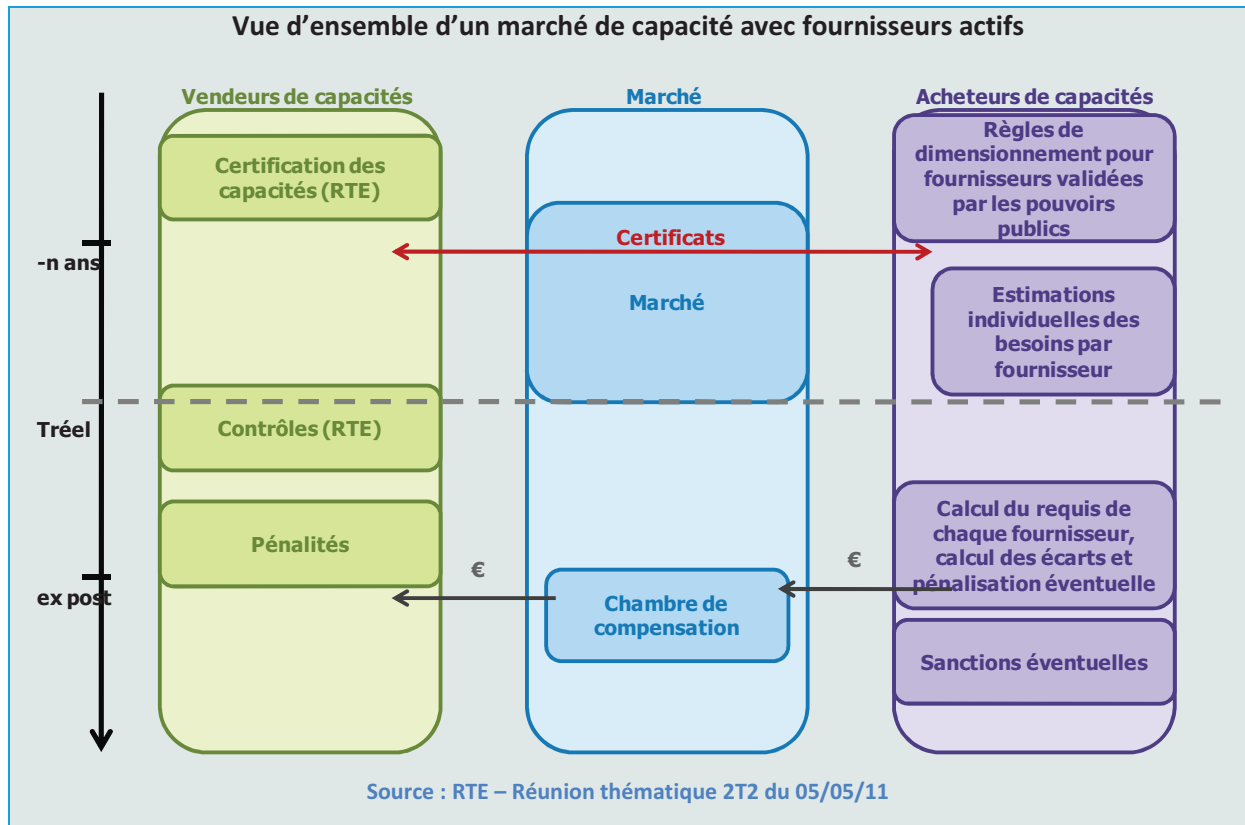 Vue d’ensemble d’un marché de capacité avec fournisseurs actifs
Vendeurs de capacités
Marché
Acheteurs de capacités
Certification des
capacités (RTE)
Règles de
dimensionnement pour
fournisseurs validées
par les pouvoirs
publics
Certificats
-n ans
Marché
Estimations
individuelles des
besoins par
fournisseur
Tréel
Contrôles (RTE)
Pénalités
Calcul du requis de
chaque fournisseur,
calcul des écarts et
pénalisation éventuelle
€
€
ex post
Chambre de
compensation
Sanctions éventuelles
Source : RTE – Réunion thématique 2T2 du 05/05/11